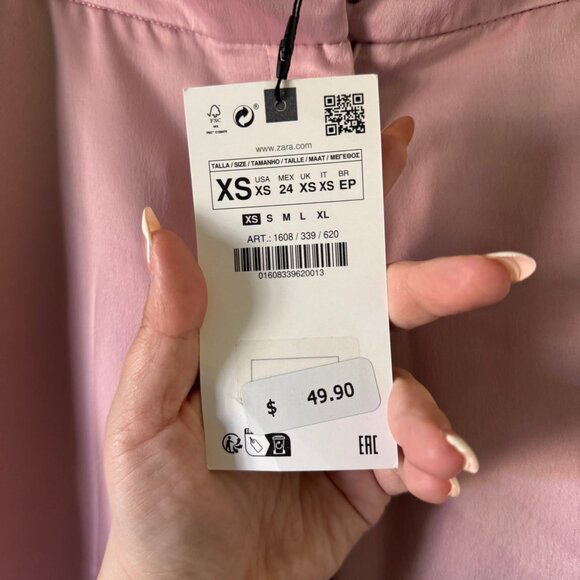 FSC
www.zara.com
TALLA / SIZE / TAMANHO / TAILLE / MAAT / ΜΕΓΕΘΟΣ
XS USA XS MEX 24 UK XS IT XS BR EP
XS S M L XL
ART.: 1608 / 339 / 620
01608339620013
$ 49.90
EAC